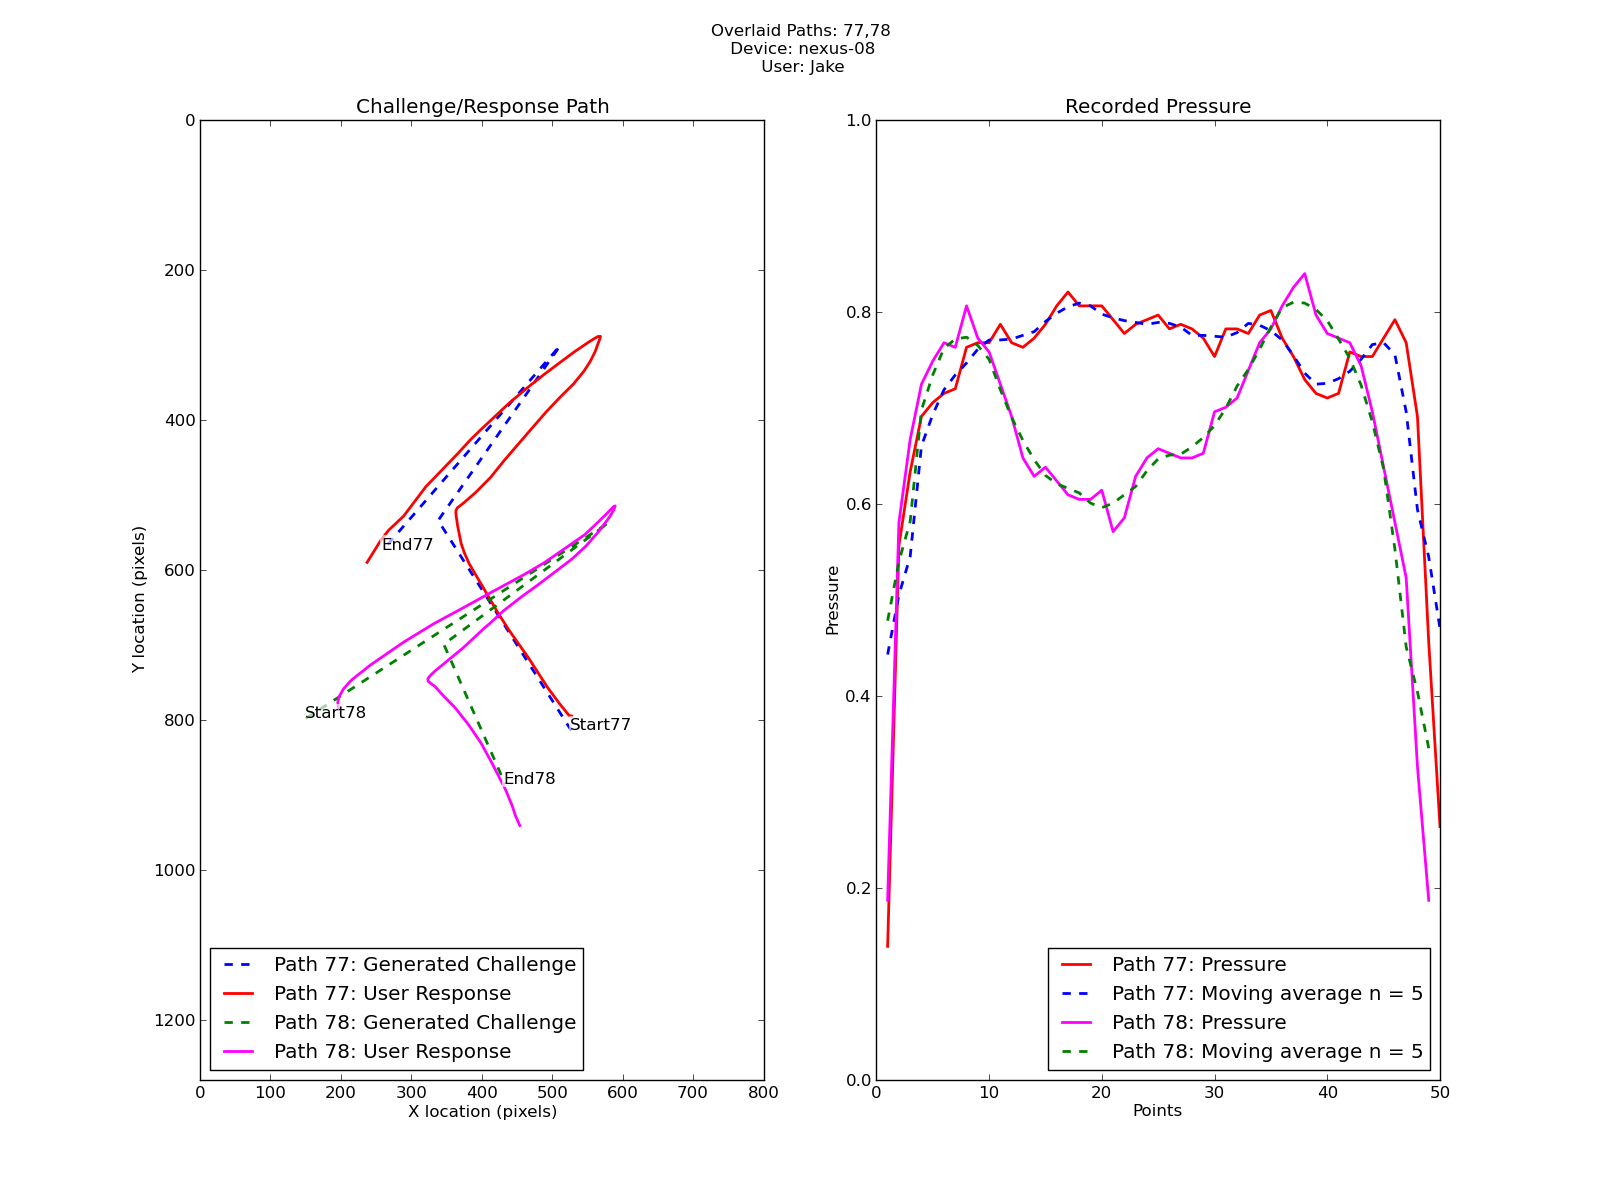 Overlaid Paths: 77,78
Device: nexus-08
User: Jake
Challenge/Response Path
0
200
400
600
800
1000
1200
Y location (pixels)
End77
Start78
Start77
End78
Path 77: Generated Challenge
Path 77: User Response
Path 78: Generated Challenge
Path 78: User Response
0 100 200 300 400 500 600 700 800
X location (pixels)
Recorded Pressure
1.0
0.8
0.6
0.4
0.2
0.0
Pressure
Path 77: Pressure
Path 77: Moving average n = 5
Path 78: Pressure
Path 78: Moving average n = 5
0 10 20 30 40 50
Points